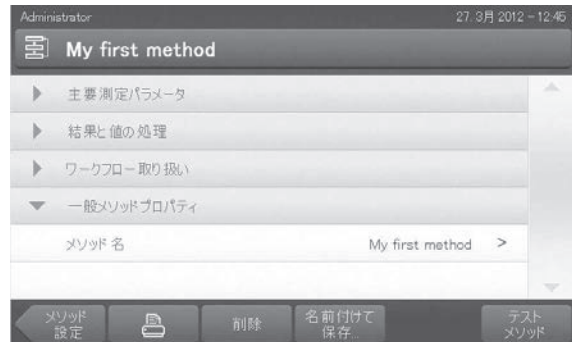 Administrator
27. 3月 2012 - 12:45
My first method
主要測定パラメータ
結果と値の処理
ワークフロー取り扱い
一般メソッドプロパティ
メソッド名
My first method >
メソッド
設定
削除
名前付けて
保存...
テスト
メソッド